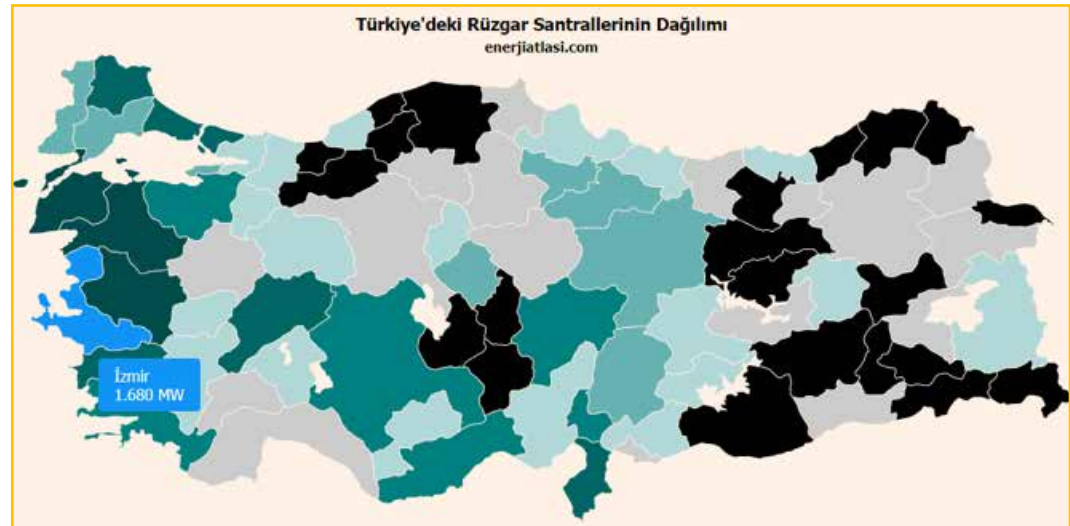 Türkiye'deki Rüzgar Santrallerinin Dağılımı
enerjiatlasi.com
İzmir
1.680 MW